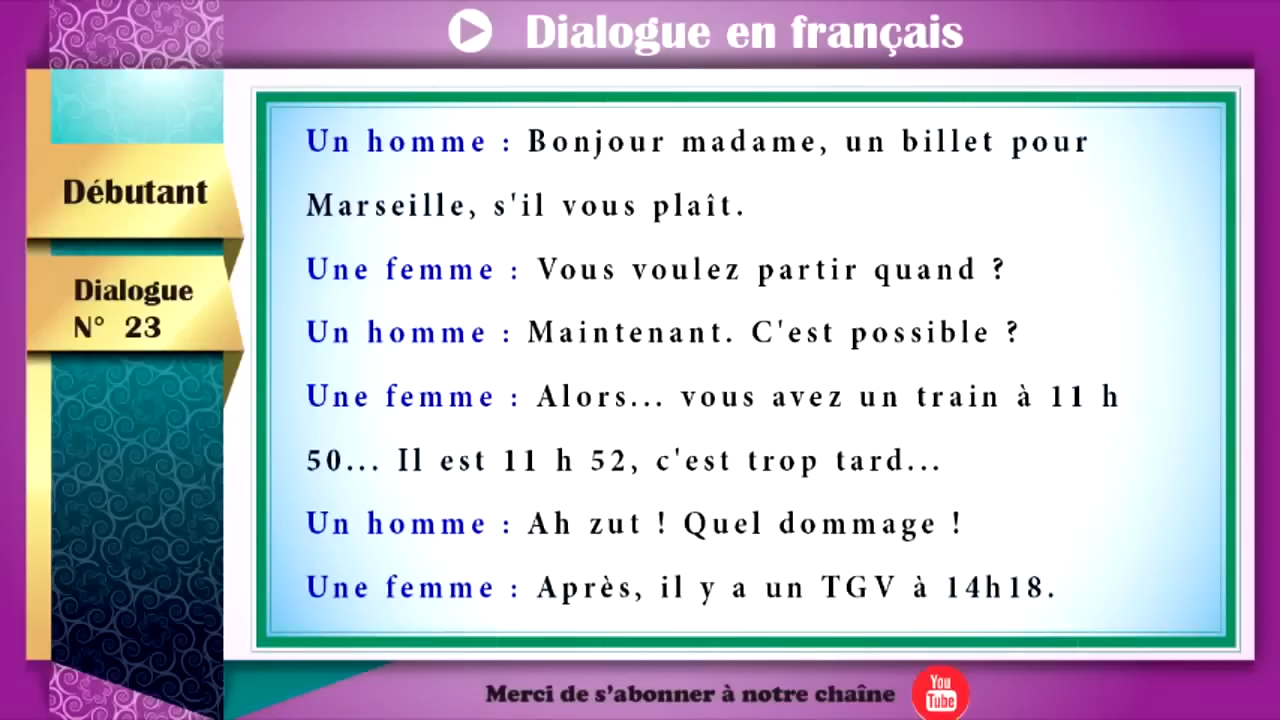 Dialogue en français
Débutant
Dialogue
N° 23
Un homme : Bonjour madame, un billet pour
Marseille, s'il vous plaît.
Une femme : Vous voulez partir quand ?
Un homme : Maintenant. C'est possible ?
Une femme : Alors... vous avez un train à 11 h
50... Il est 11 h 52, c'est trop tard...
Un homme : Ah zut ! Quel dommage !
Une femme : Après, il y a un TGV à 14h18.
Merci de s'abonner à notre chaîne
You
Tube